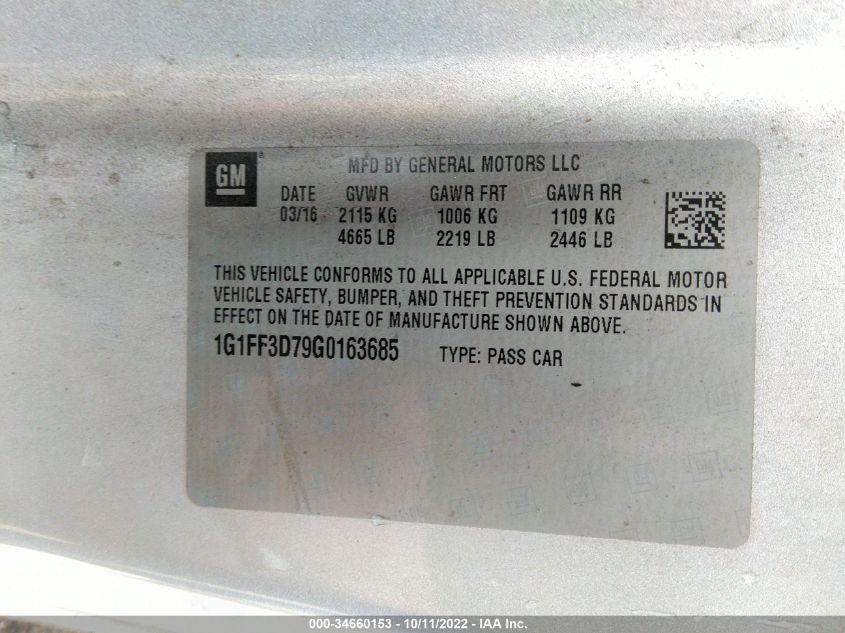 GM® MFD BY GENERAL MOTORS LLC
DATE GVWR GAWR FRT GAWR RR
03/16 2115 KG 1006 KG 1109 KG
4665 LB 2219 LB 2446 LB
THIS VEHICLE CONFORMS TO ALL APPLICABLE U.S. FEDERAL MOTOR
VEHICLE SAFETY, BUMPER, AND THEFT PREVENTION STANDARDS IN
EFFECT ON THE DATE OF MANUFACTURE SHOWN ABOVE.
1G1FF3D79G0163685 TYPE: PASS CAR
000-34660153 - 10/11/2022 - IAA Inc.